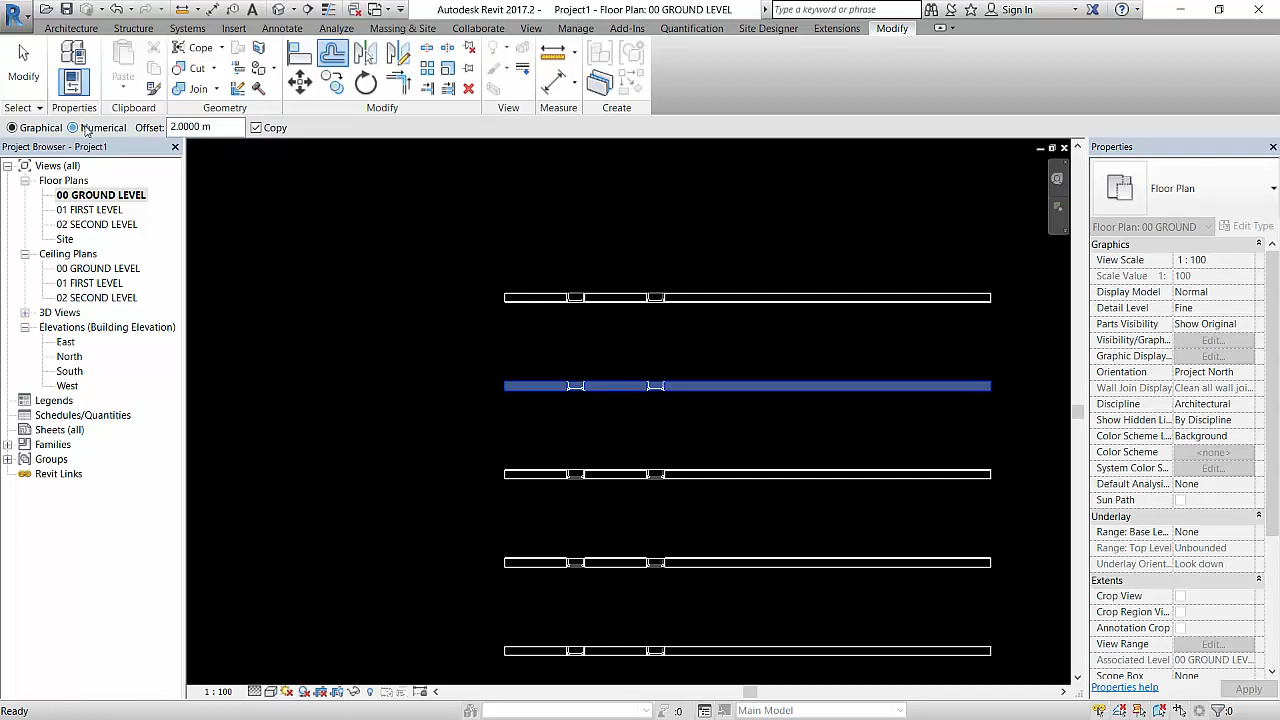 Autodesk Revit 2017.2 - Project1 - Floor Plan: 00 GROUND LEVEL
Type a keyword or phrase
Sign In
Architecture Structure Systems Insert Annotate Analyze Massing & Site Collaborate View Manage Add-Ins Quantification Site Designer Extensions Modify
Modify
Paste
Cope
Cut
Join
Select Properties Clipboard Geometry Modify View Measure Create
Graphical Numerical Offset: 2.0000 m Copy
Project Browser - Project1
Views (all)
Floor Plans
00 GROUND LEVEL
01 FIRST LEVEL
02 SECOND LEVEL
Site
Ceiling Plans
00 GROUND LEVEL
01 FIRST LEVEL
02 SECOND LEVEL
3D Views
Elevations (Building Elevation)
East
North
South
West
Legends
Schedules/Quantities
Sheets (all)
Families
Groups
Revit Links
Properties
Floor Plan
Floor Plan: 00 GROUND Edit Type
Graphics
View Scale 1 : 100
Scale Value 1: 100
Display Model Normal
Detail Level Fine
Parts Visibility Show Original
Visibility/Graph... Edit...
Graphic Display... Edit...
Orientation Project North
Wall Join Display Clean all wall joi...
Discipline Architectural
Show Hidden Li... By Discipline
Color Scheme L... Background
Color Scheme <none>
System Color S... Edit...
Default Analysi... None
Sun Path
Underlay
Range: Base Le... None
Range: Top Level Unbounded
Underlay Orient... Look down
Extents
Crop View
Crop Region Vi...
Annotation Crop
View Range Edit...
Associated Level 00 GROUND LEV...
Scope Box None
Properties help Apply
1 : 100
Ready
:0
Main Model
:0